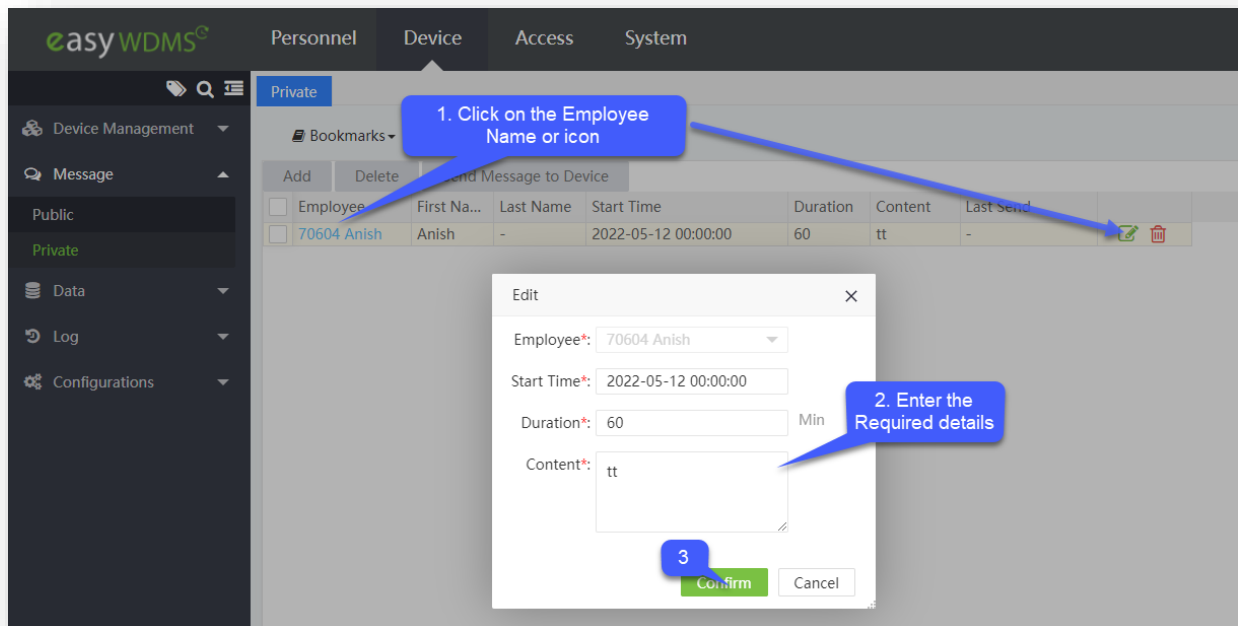 easy WDMS
Personnel Device Access System
Private
Device Management
Message
Public
Private
Data
Log
Configurations
1. Click on the Employee
Name or icon
Bookmarks
Add Delete Message to Device
Employee First Na... Last Name Start Time Duration Content Last Send
70604 Anish Anish - 2022-05-12 00:00:00 60 tt -
Edit
Employee*: 70604 Anish
Start Time*: 2022-05-12 00:00:00
Duration*: 60 Min
2. Enter the
Required details
Content*: tt
3
Confirm Cancel